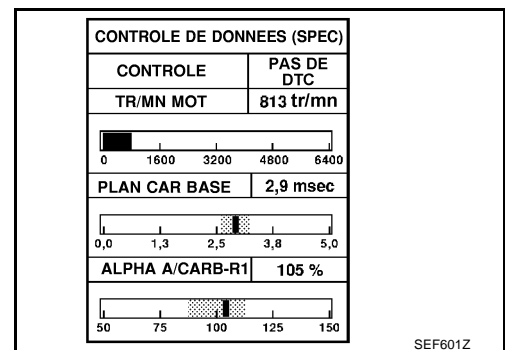 CONTROLE DE DONNEES (SPEC)
CONTROLE
PAS DE
DTC
TR/MN MOT
813 tr/mn
0 1600 3200 4800 6400
PLAN CAR BASE
2,9 msec
0,0 1,3 2,5 3,8 5,0
ALPHA A/CARB-R1
105 %
50 75 100 125 150
SEF601Z